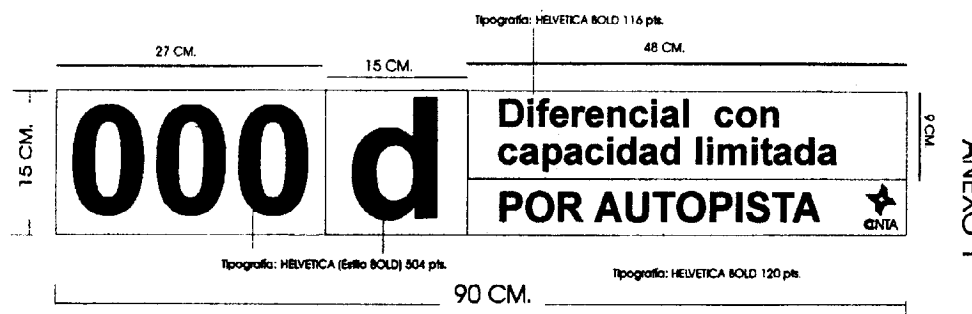 Tipografía: HELVETICA BOLD 116 pts.
27 CM.
15 CM.
48 CM.
15 CM.
000
d
Diferencial con
capacidad limitada
9 CM.
POR AUTOPISTA
CNTA
Tipografía: HELVETICA (Estilo BOLD) 504 pts.
Tipografía: HELVETICA BOLD 120 pts.
90 CM.
ANEXO I